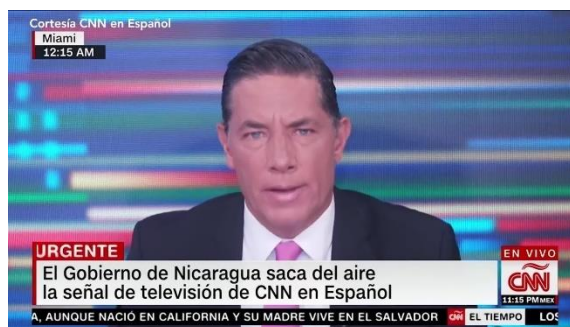 Cortesía CNN en Español
Miami
12:15 AM
URGENTE
El Gobierno de Nicaragua saca del aire
la señal de televisión de CNN en Español
EN VIVO
CNN
11:15 PM MEX
A, AUNQUE NACIÓ EN CALIFORNIA Y SU MADRE VIVE EN EL SALVADOR CNN EL TIEMPO LOS